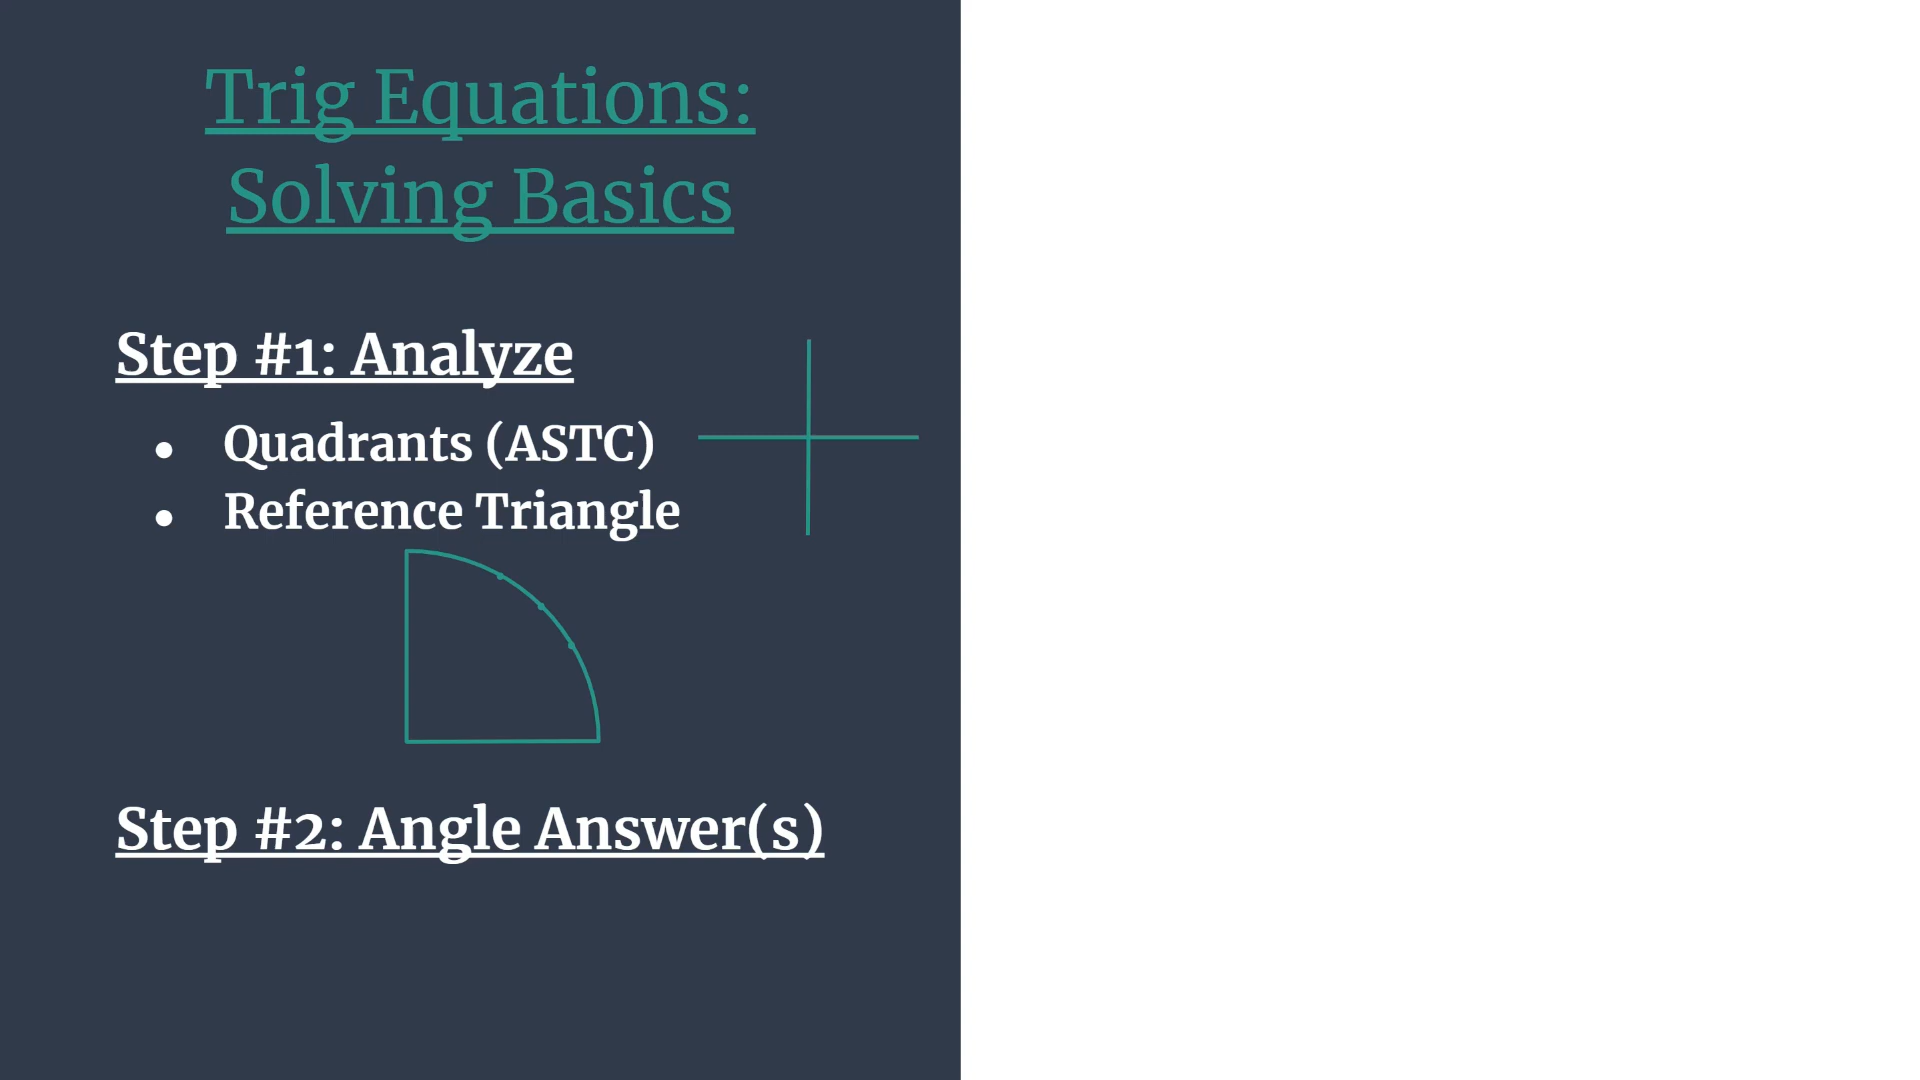 Trig Equations:
Solving Basics
Step #1: Analyze
● Quadrants (ASTC)
● Reference Triangle
Step #2: Angle Answer(s)